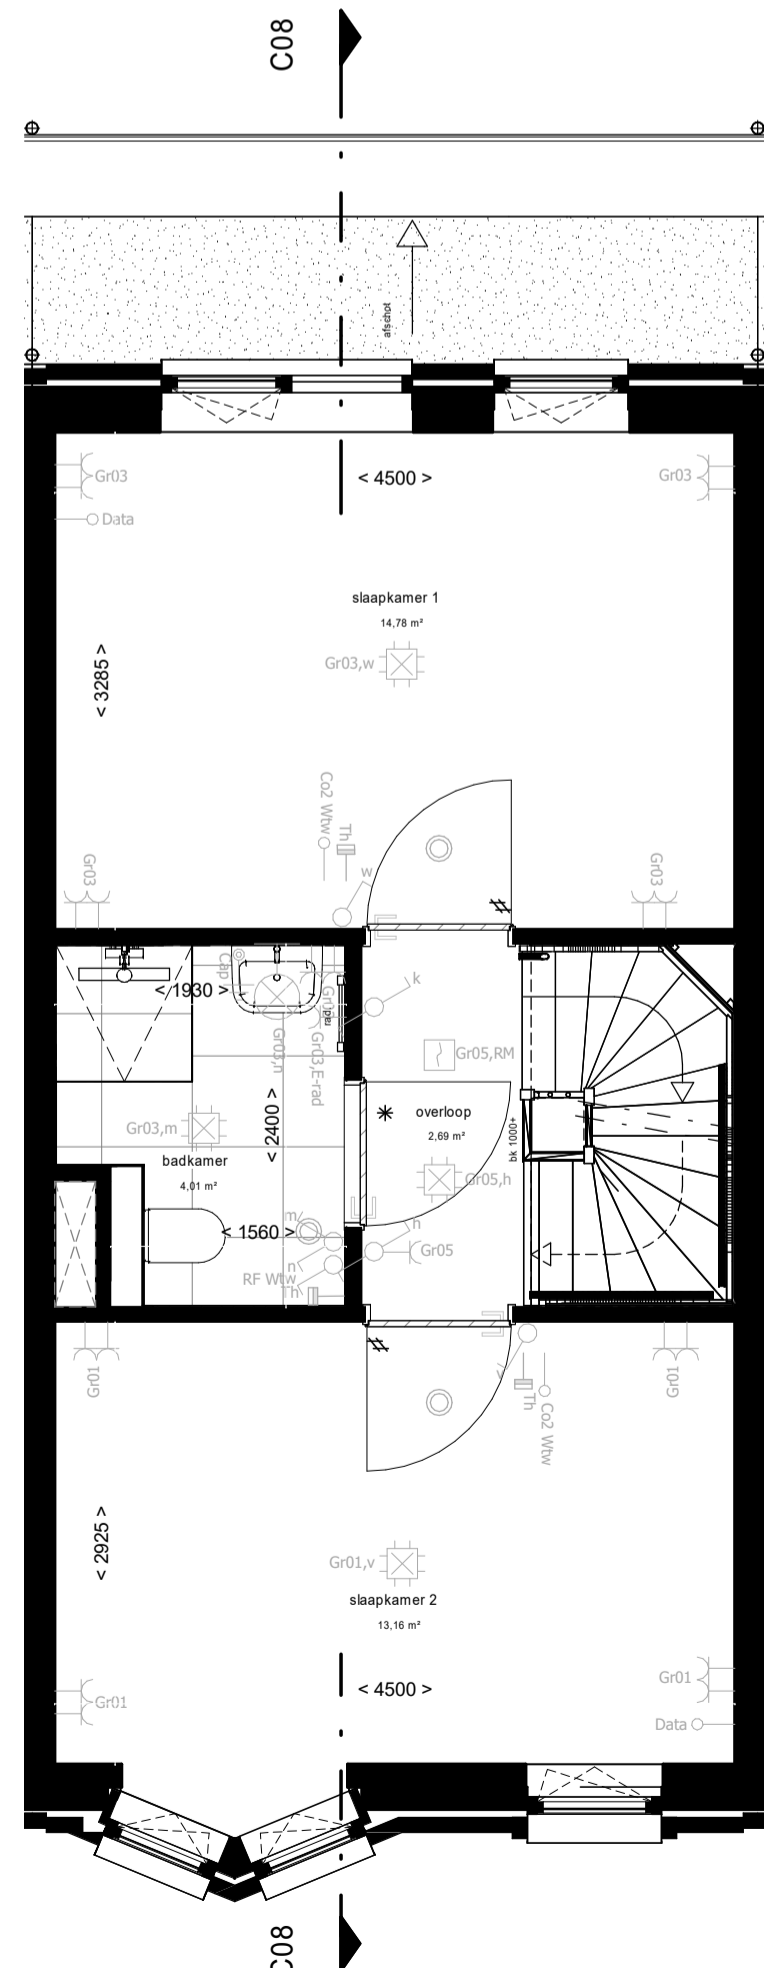 C08
afschot
Gr03
< 4500 >
Gr03
Data
slaapkamer 1
14,78 m²
Gr03,w
< 3285 >
Co2 Wtw
Th
w
Gr03
Gr03
Cap
< 1930 >
k
rad.
Gr03,n
Gr03,E-rad
Gr05,RM
< 2400 >
overloop
2,69 m²
bk 1000+
Gr03,m
badkamer
4,01 m²
Gr05,h
m
< 1560 >
h
Gr05
n
RF Wtw
Th
Gr01
Gr01
v
Th
Co2 Wtw
< 2925 >
Gr01,v
slaapkamer 2
13,16 m²
Gr01
< 4500 >
Gr01
Data
C08